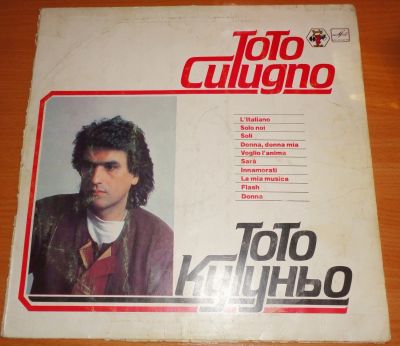 ToTo
Cutugno
L'Italiano
Solo noi
Soli
Donna, donna mia
Voglio l'anima
Sarà
Innamorati
La mia musica
Flash
Donna
ТоТо
Кутуньо